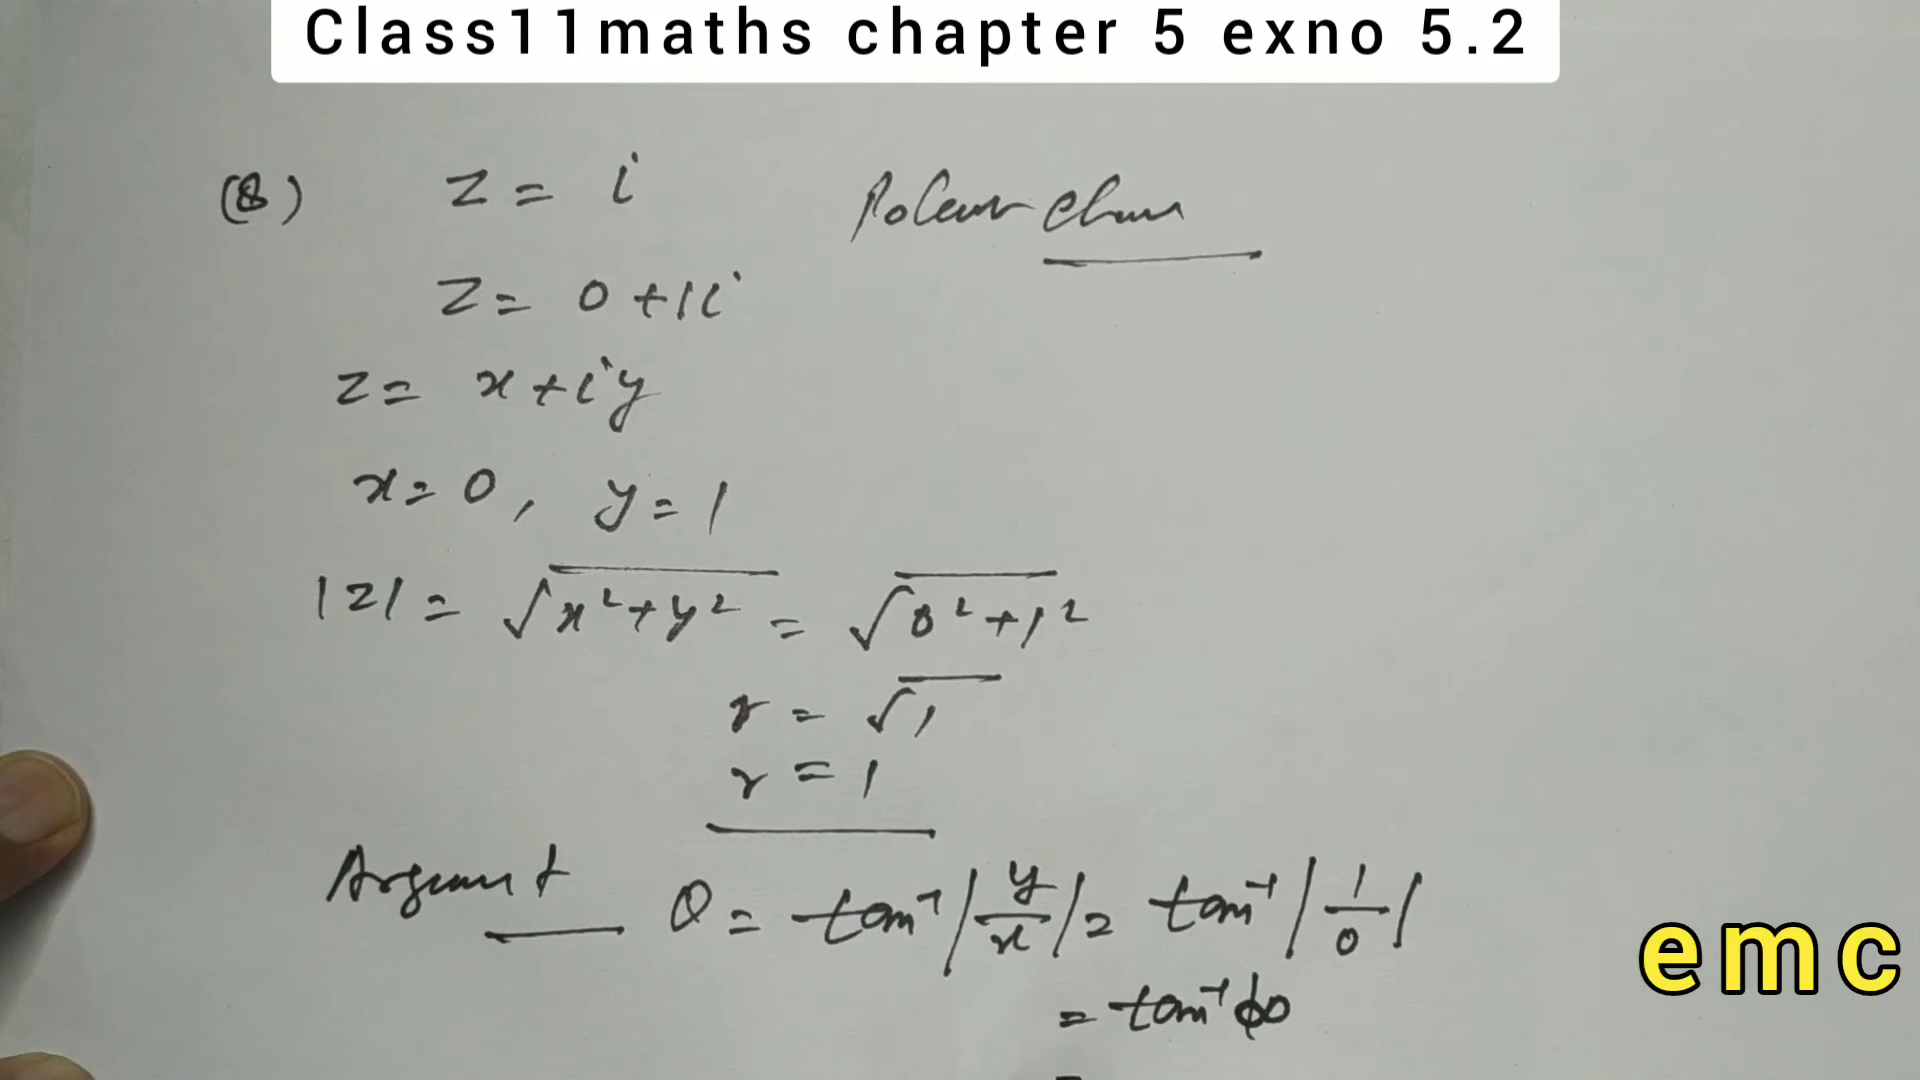 Class11maths chapter 5 exno 5.2
(8) z = i Polar
z = 0 + 1i
z = x + iy
x = 0, y = 1
|z| = √x²+y² = √0²+1²
r = √1
r = 1
Argument θ = tan⁻¹ |y/x| = tan⁻¹ |1/0|
= tan⁻¹ ∞
emc